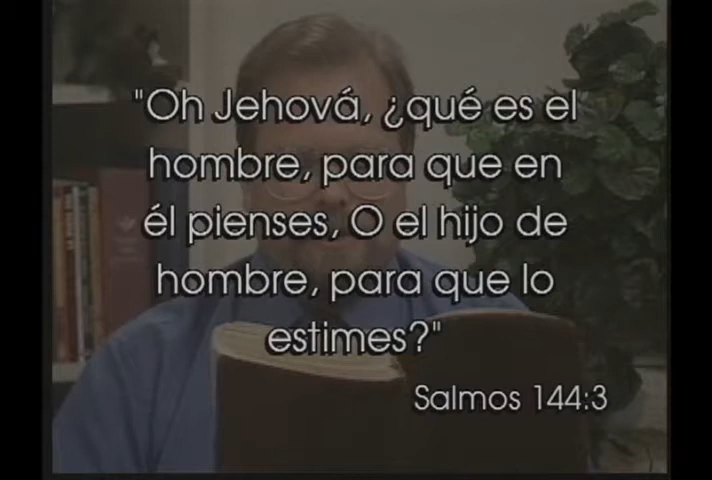 "Oh Jehová, ¿qué es el
hombre, para que en
él pienses, O el hijo de
hombre, para que lo
estimes?"
Salmos 144:3